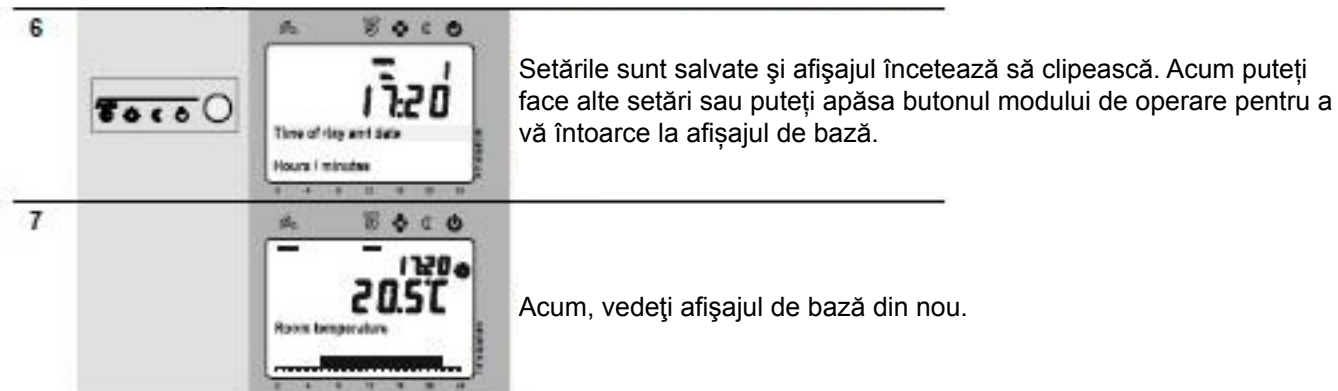 6
17:20
Time of day and date
Hours / minutes
Setările sunt salvate şi afişajul încetează să clipească. Acum puteți
face alte setări sau puteți apăsa butonul modului de operare pentru a
vă întoarce la afișajul de bază.
7
17:20
20.5°C
Room temperature
Acum, vedeţi afişajul de bază din nou.